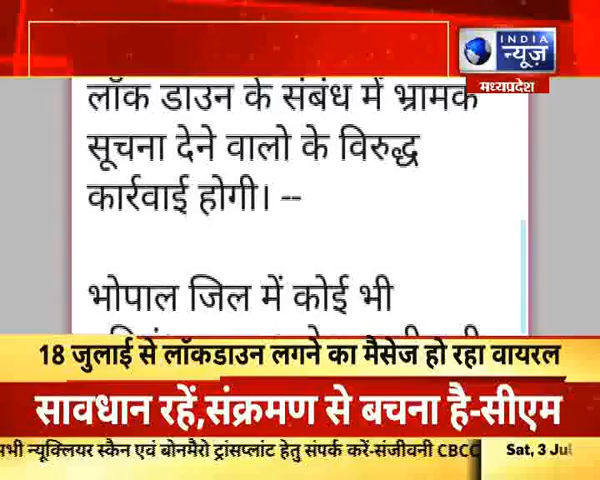 INDIA
न्यूज़
मध्यप्रदेश
लॉक डाउन के संबंध में भ्रामक
सूचना देने वालो के विरुद्ध
कार्रवाई होगी। --
भोपाल जिल में कोई भी
18 जुलाई से लॉकडाउन लगने का मैसेज हो रहा वायरल
सावधान रहें,संक्रमण से बचना है-सीएम
भी न्यूक्लियर स्कैन एवं बोनमैरो ट्रांसप्लांट हेतु संपर्क करें-संजीवनी CBCC
Sat, 3 Jul